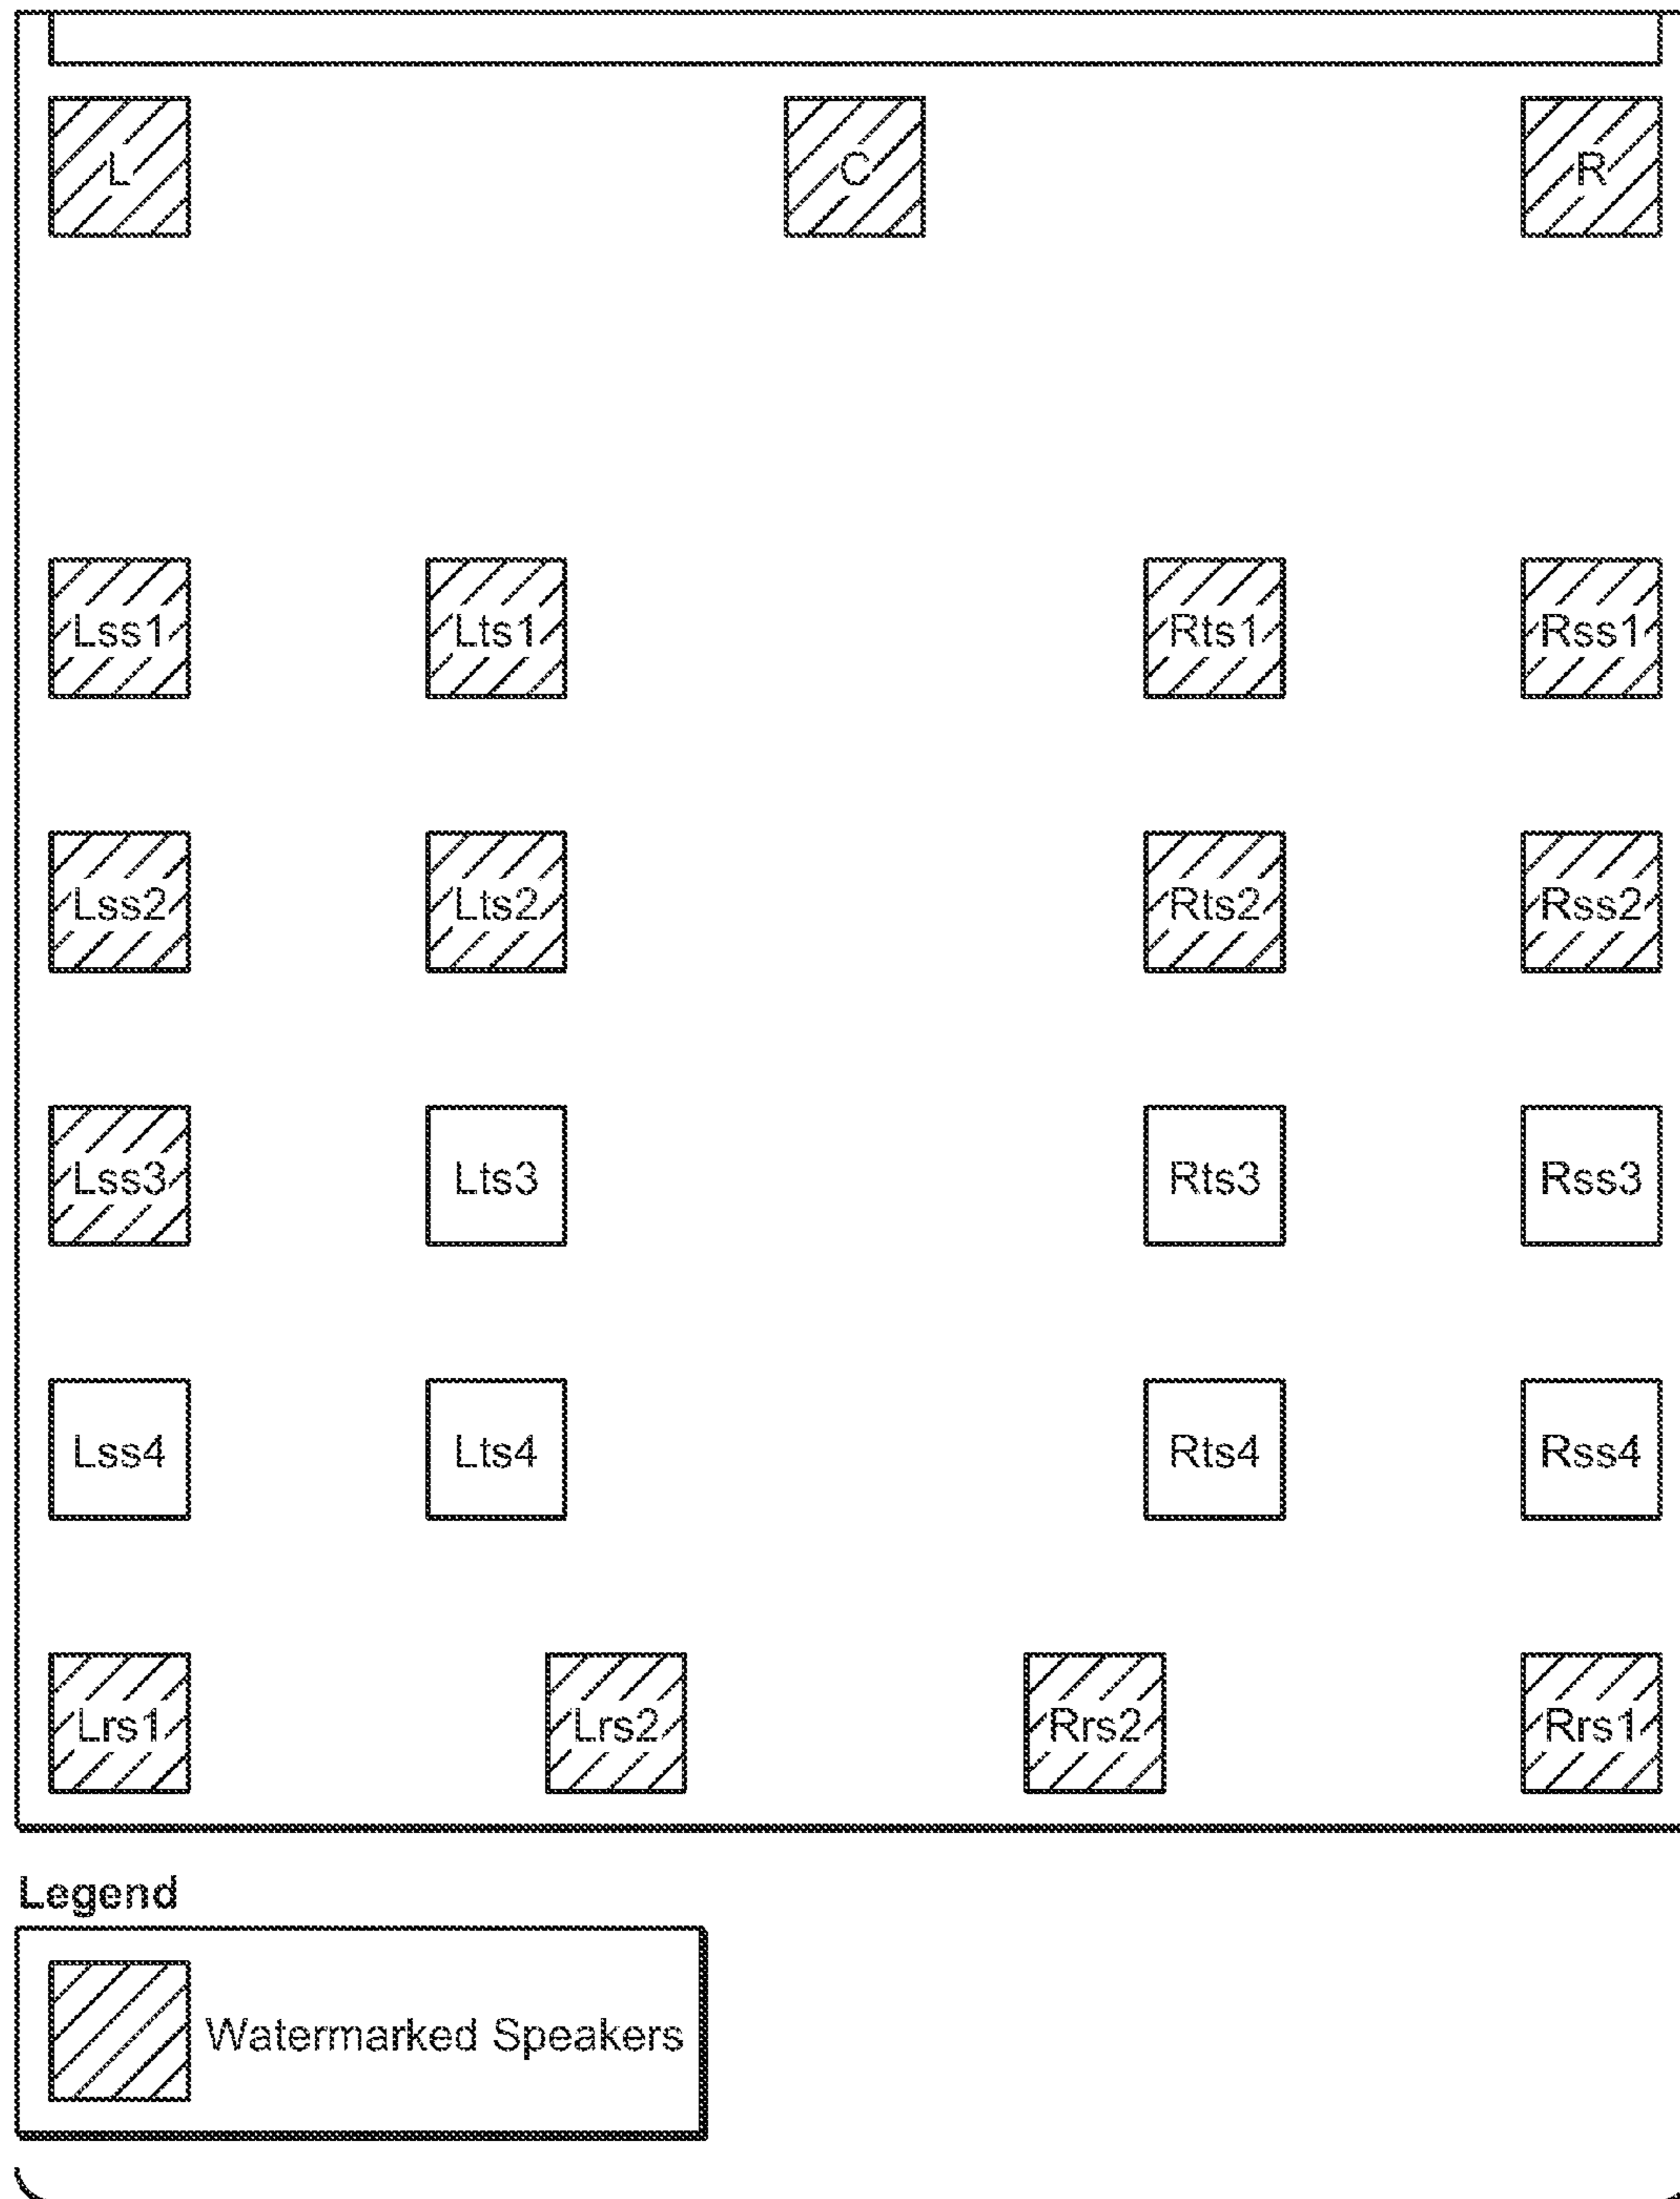 L C R
Lss1 Lts1 Rts1 Rss1
Lss2 Lts2 Rts2 Rss2
Lss3 Lts3 Rts3 Rss3
Lss4 Lts4 Rts4 Rss4
Lrs1 Lrs2 Rrs2 Rrs1
Legend
Watermarked Speakers